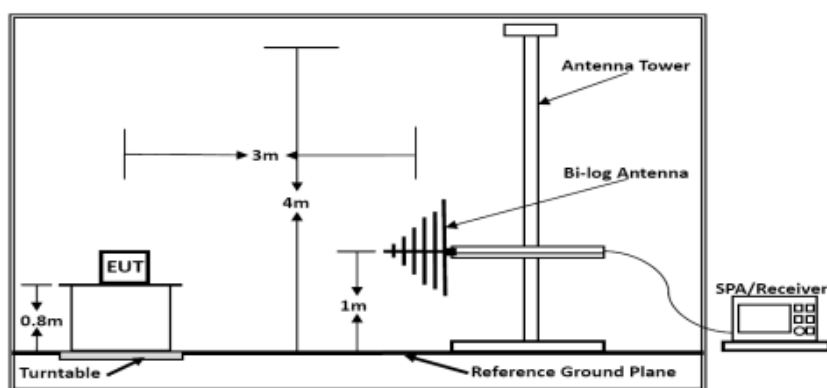 Antenna Tower
3m
Bi-log Antenna
4m
EUT
SPA/Receiver
1m
0.8m
Turntable
Reference Ground Plane